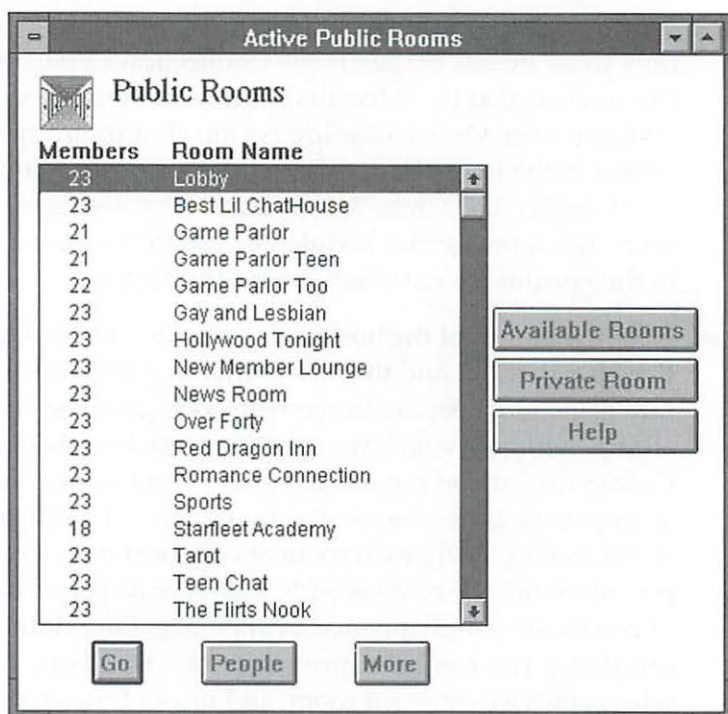 Active Public Rooms
Public Rooms
Members Room Name
23 Lobby
23 Best Lil ChatHouse
21 Game Parlor
21 Game Parlor Teen
22 Game Parlor Too
23 Gay and Lesbian
23 Hollywood Tonight
23 New Member Lounge
23 News Room
23 Over Forty
23 Red Dragon Inn
23 Romance Connection
23 Sports
18 Starfleet Academy
23 Tarot
23 Teen Chat
23 The Flirts Nook
Available Rooms
Private Room
Help
Go People More